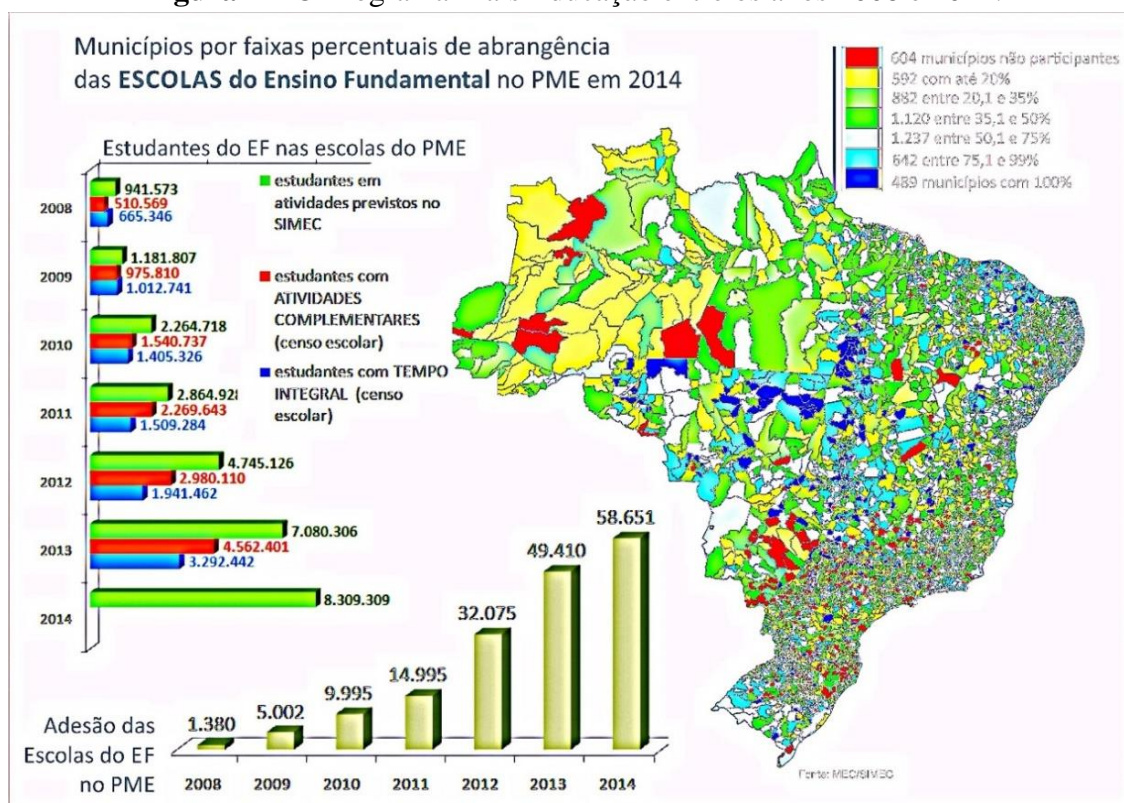 Municípios por faixas percentuais de abrangência
das ESCOLAS do Ensino Fundamental no PME em 2014
604 municípios não participantes
592 com até 20%
882 entre 20,1 e 35%
1.120 entre 35,1 e 50%
1.237 entre 50,1 e 75%
642 entre 75,1 e 99%
489 municípios com 100%
Estudantes do EF nas escolas do PME
estudantes em
atividades previstos no
SIMEC
estudantes com
ATIVIDADES
COMPLEMENTARES
(censo escolar)
estudantes com TEMPO
INTEGRAL (censo
escolar)
2008
941.573
510.569
665.346
2009
1.181.807
975.810
1.012.741
2010
2.264.718
1.540.737
1.405.326
2011
2.864.928
2.269.643
1.509.284
2012
4.745.126
2.980.110
1.941.462
2013
7.080.306
4.562.401
3.292.442
2014
8.309.309
Adesão das
Escolas do EF
no PME
1.380
5.002
9.995
14.995
32.075
49.410
58.651
2008 2009 2010 2011 2012 2013 2014
Fonte: MEC/SIMEC